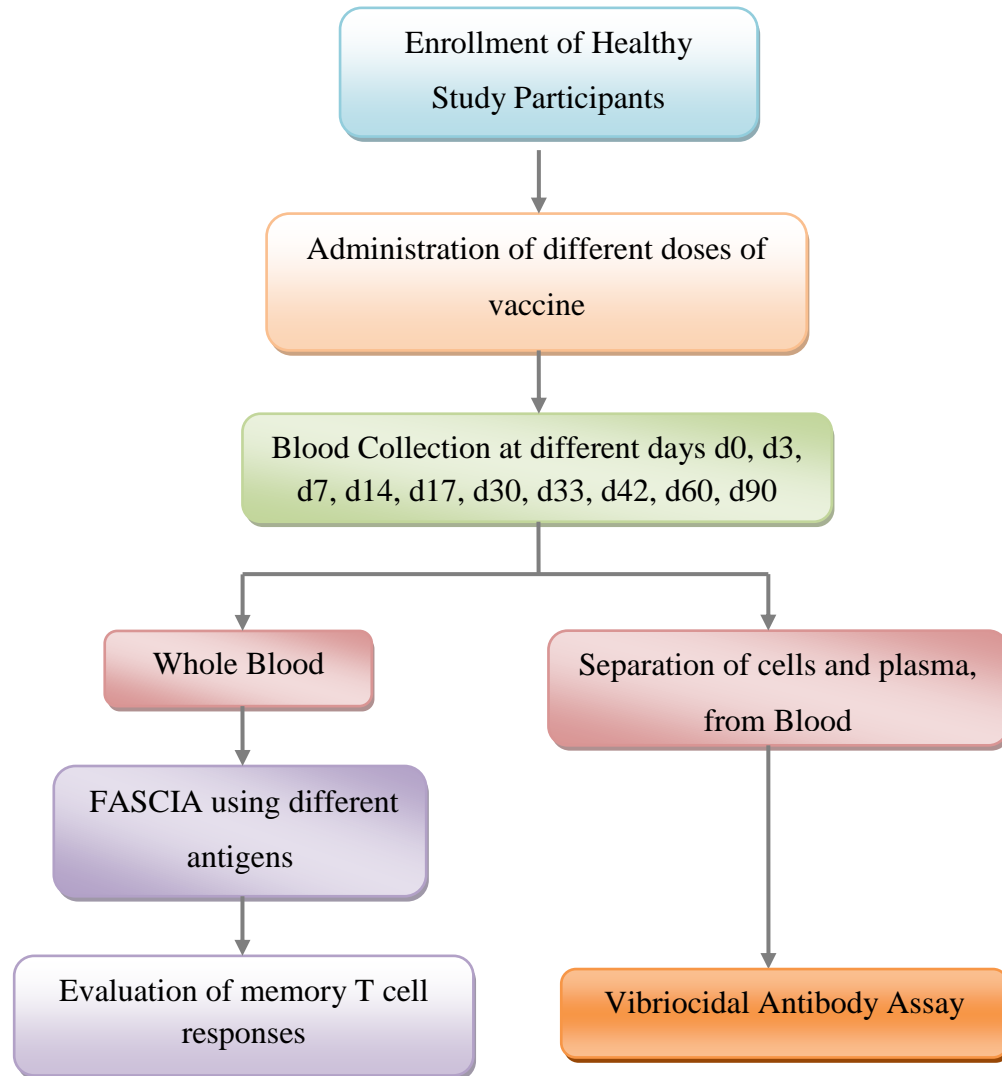 Enrollment of Healthy
Study Participants
Administration of different doses of
vaccine
Blood Collection at different days d0, d3,
d7, d14, d17, d30, d33, d42, d60, d90
Whole Blood
Separation of cells and plasma,
from Blood
FASCIA using different
antigens
Evaluation of memory T cell
responses
Vibriocidal Antibody Assay